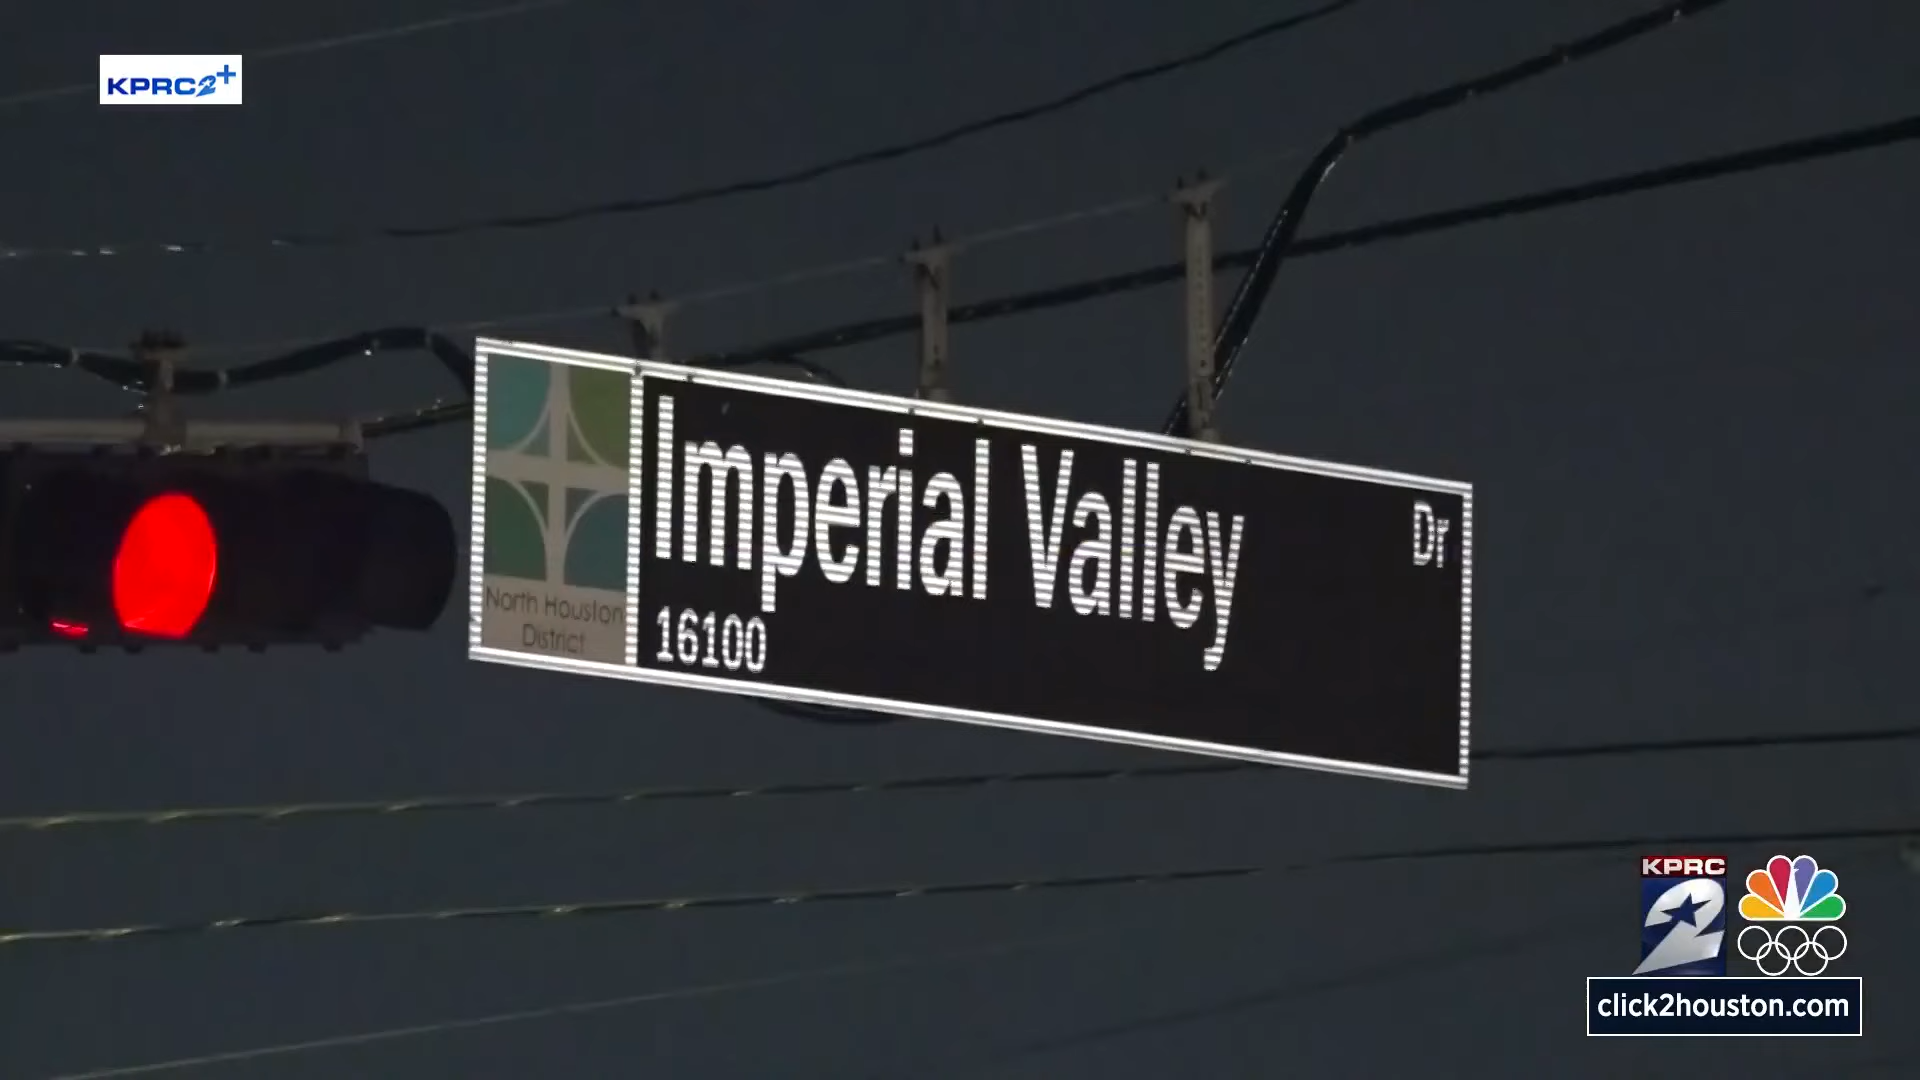 KPRC2+
Imperial Valley Dr
16100
North Houston
District
KPRC
2
click2houston.com